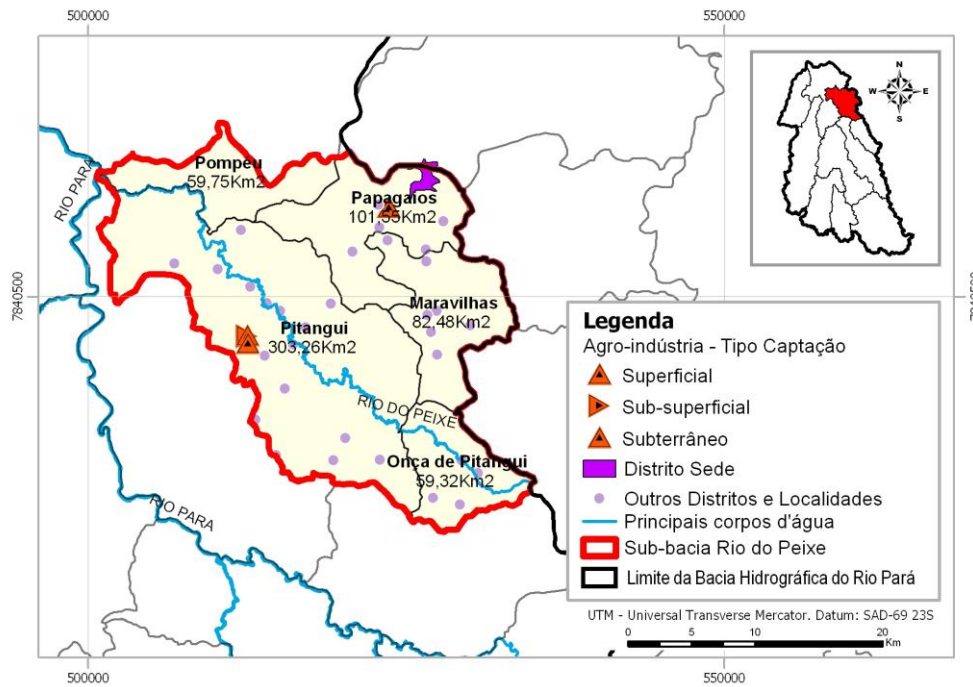 500000
550000
7840500
7840500
RIO PARA
Pompeu
59,75Km2
Papagaios
101,53Km2
Maravilhas
82,48Km2
Pitangui
303,26Km2
RIO DO PEIXE
Onça de Pitangui
59,32Km2
RIO PARA
N
W
E
S
Legenda
Agro-indústria - Tipo Captação
Superficial
Sub-superficial
Subterrâneo
Distrito Sede
Outros Distritos e Localidades
Principais corpos d'água
Sub-bacia Rio do Peixe
Limite da Bacia Hidrográfica do Rio Pará
UTM - Universal Transverse Mercator. Datum: SAD-69 23S
0 5 10 20
Km
500000
550000